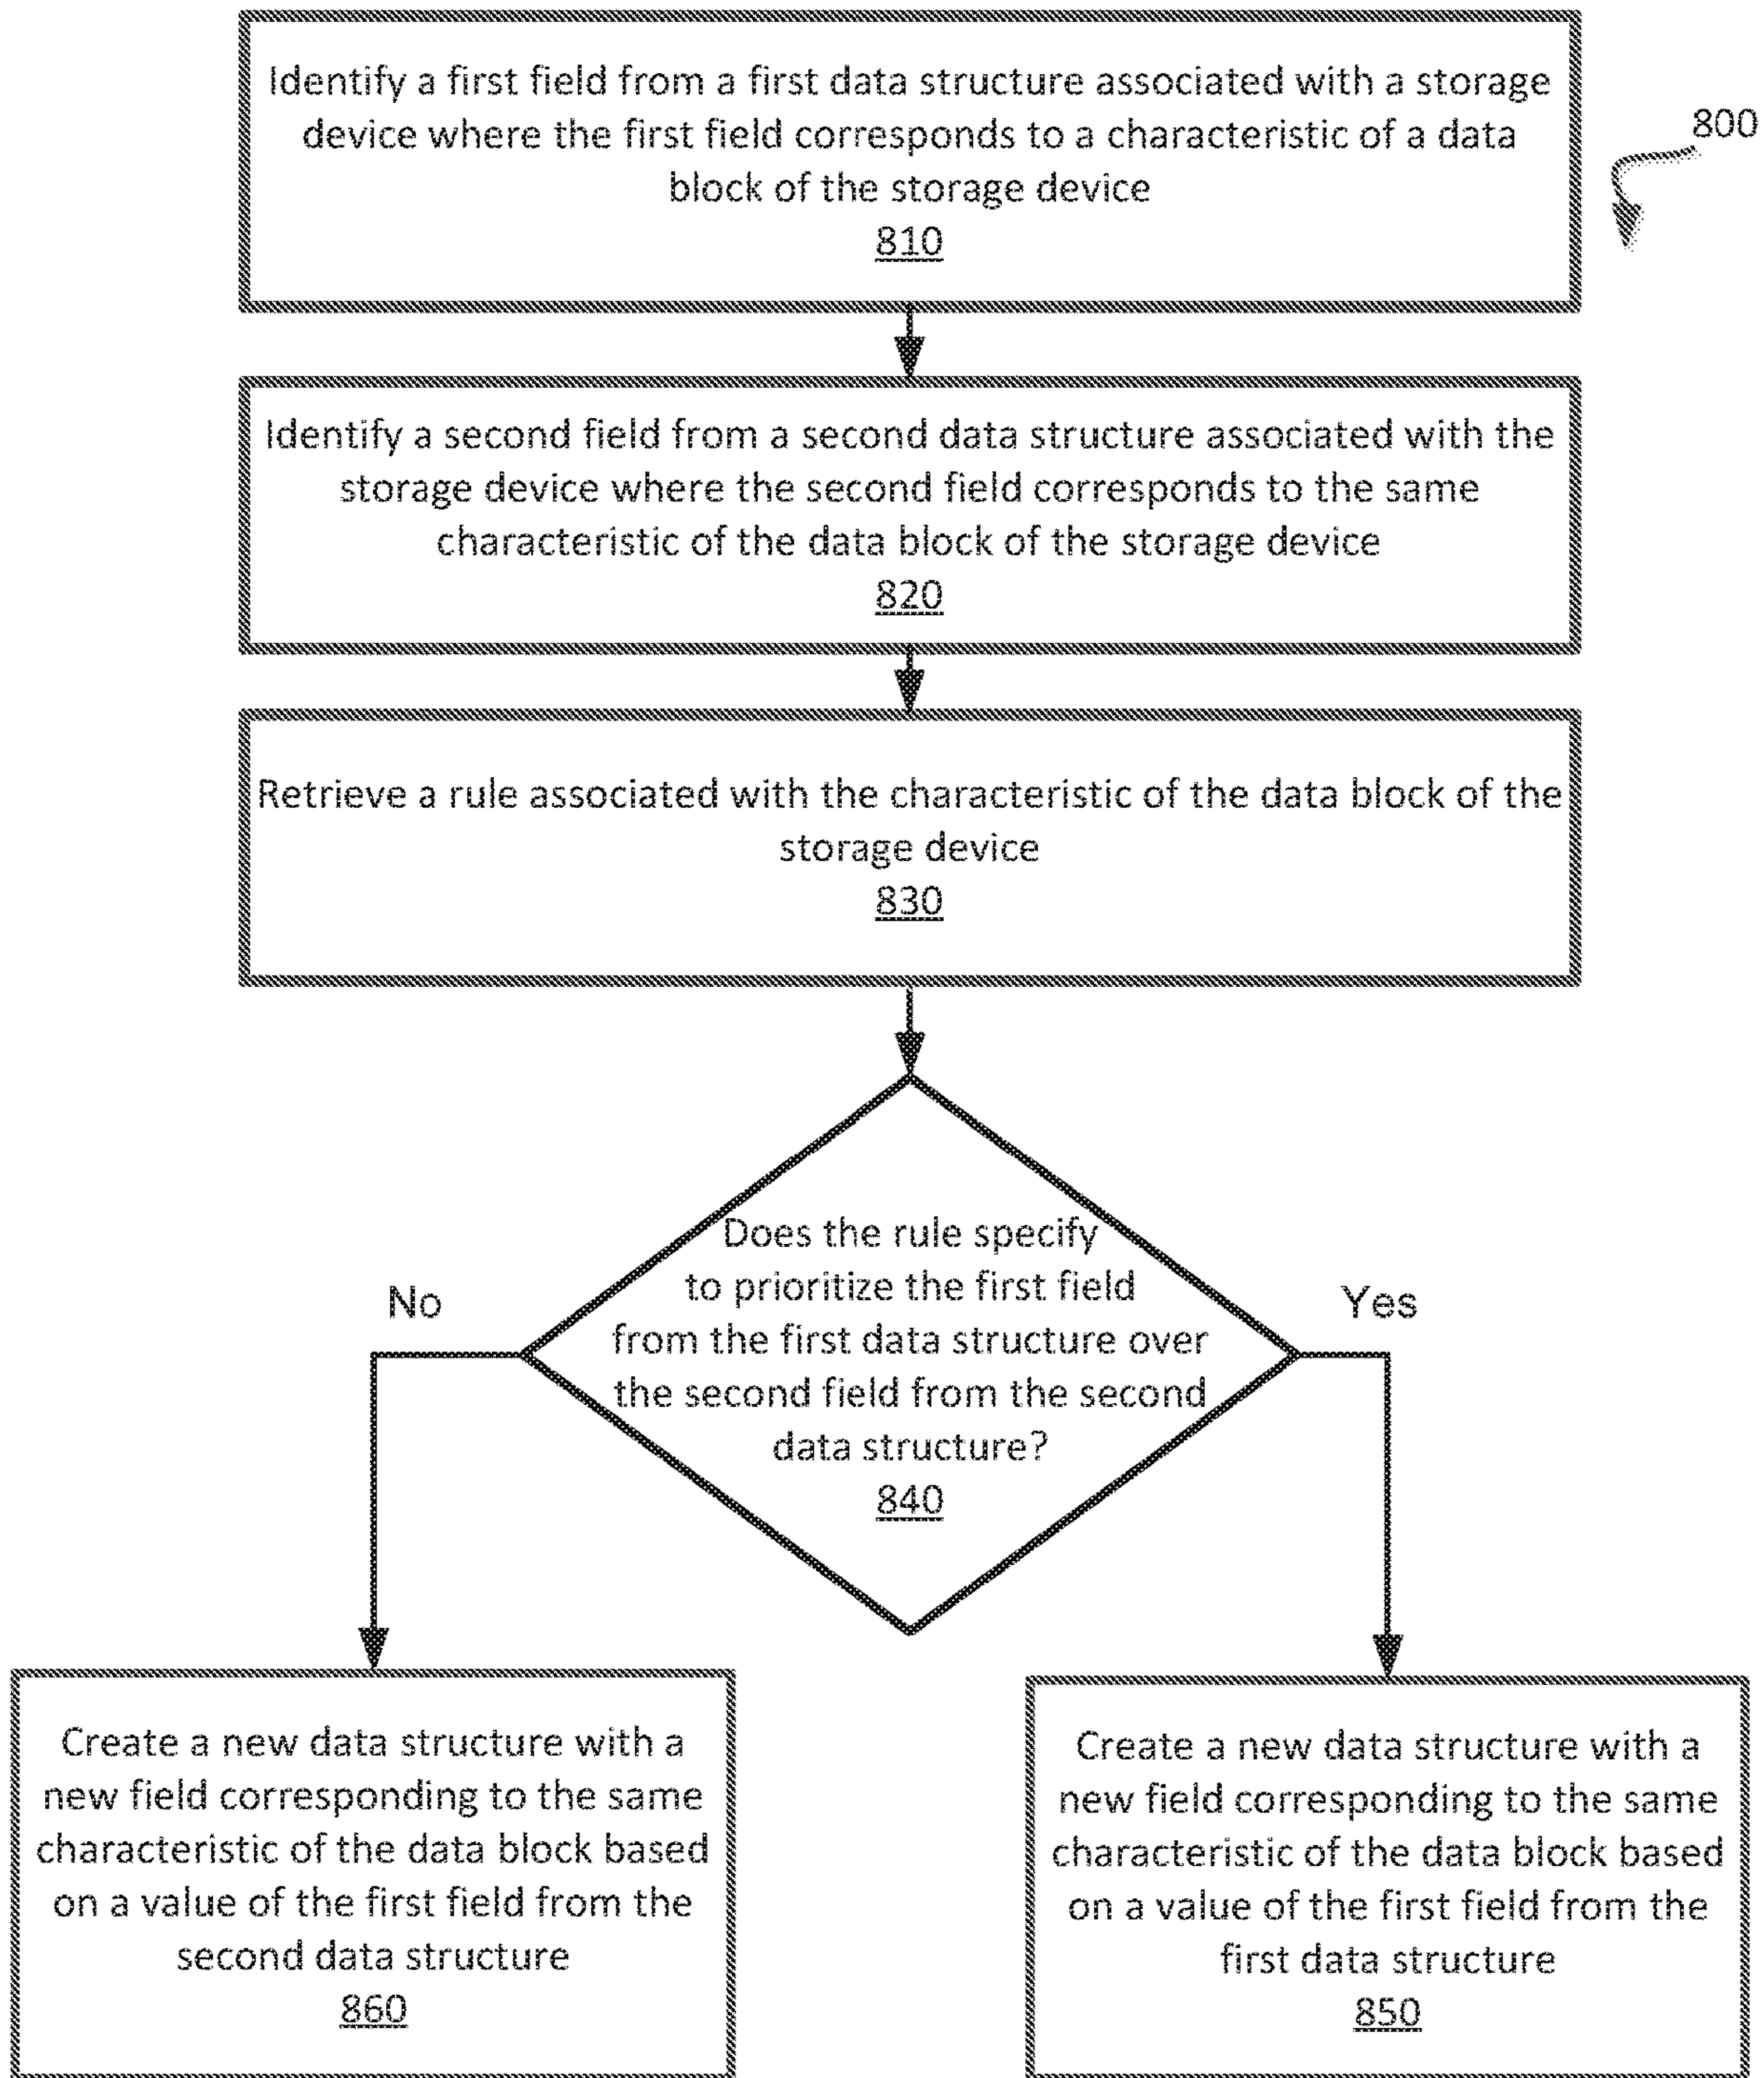 Identify a first field from a first data structure associated with a storage
device where the first field corresponds to a characteristic of a data
block of the storage device
810
800
Identify a second field from a second data structure associated with the
storage device where the second field corresponds to the same
characteristic of the data block of the storage device
820
Retrieve a rule associated with the characteristic of the data block of the
storage device
830
Does the rule specify
to prioritize the first field
from the first data structure over
the second field from the second
data structure?
840
No
Yes
Create a new data structure with a
new field corresponding to the same
characteristic of the data block based
on a value of the first field from the
second data structure
860
Create a new data structure with a
new field corresponding to the same
characteristic of the data block based
on a value of the first field from the
first data structure
850